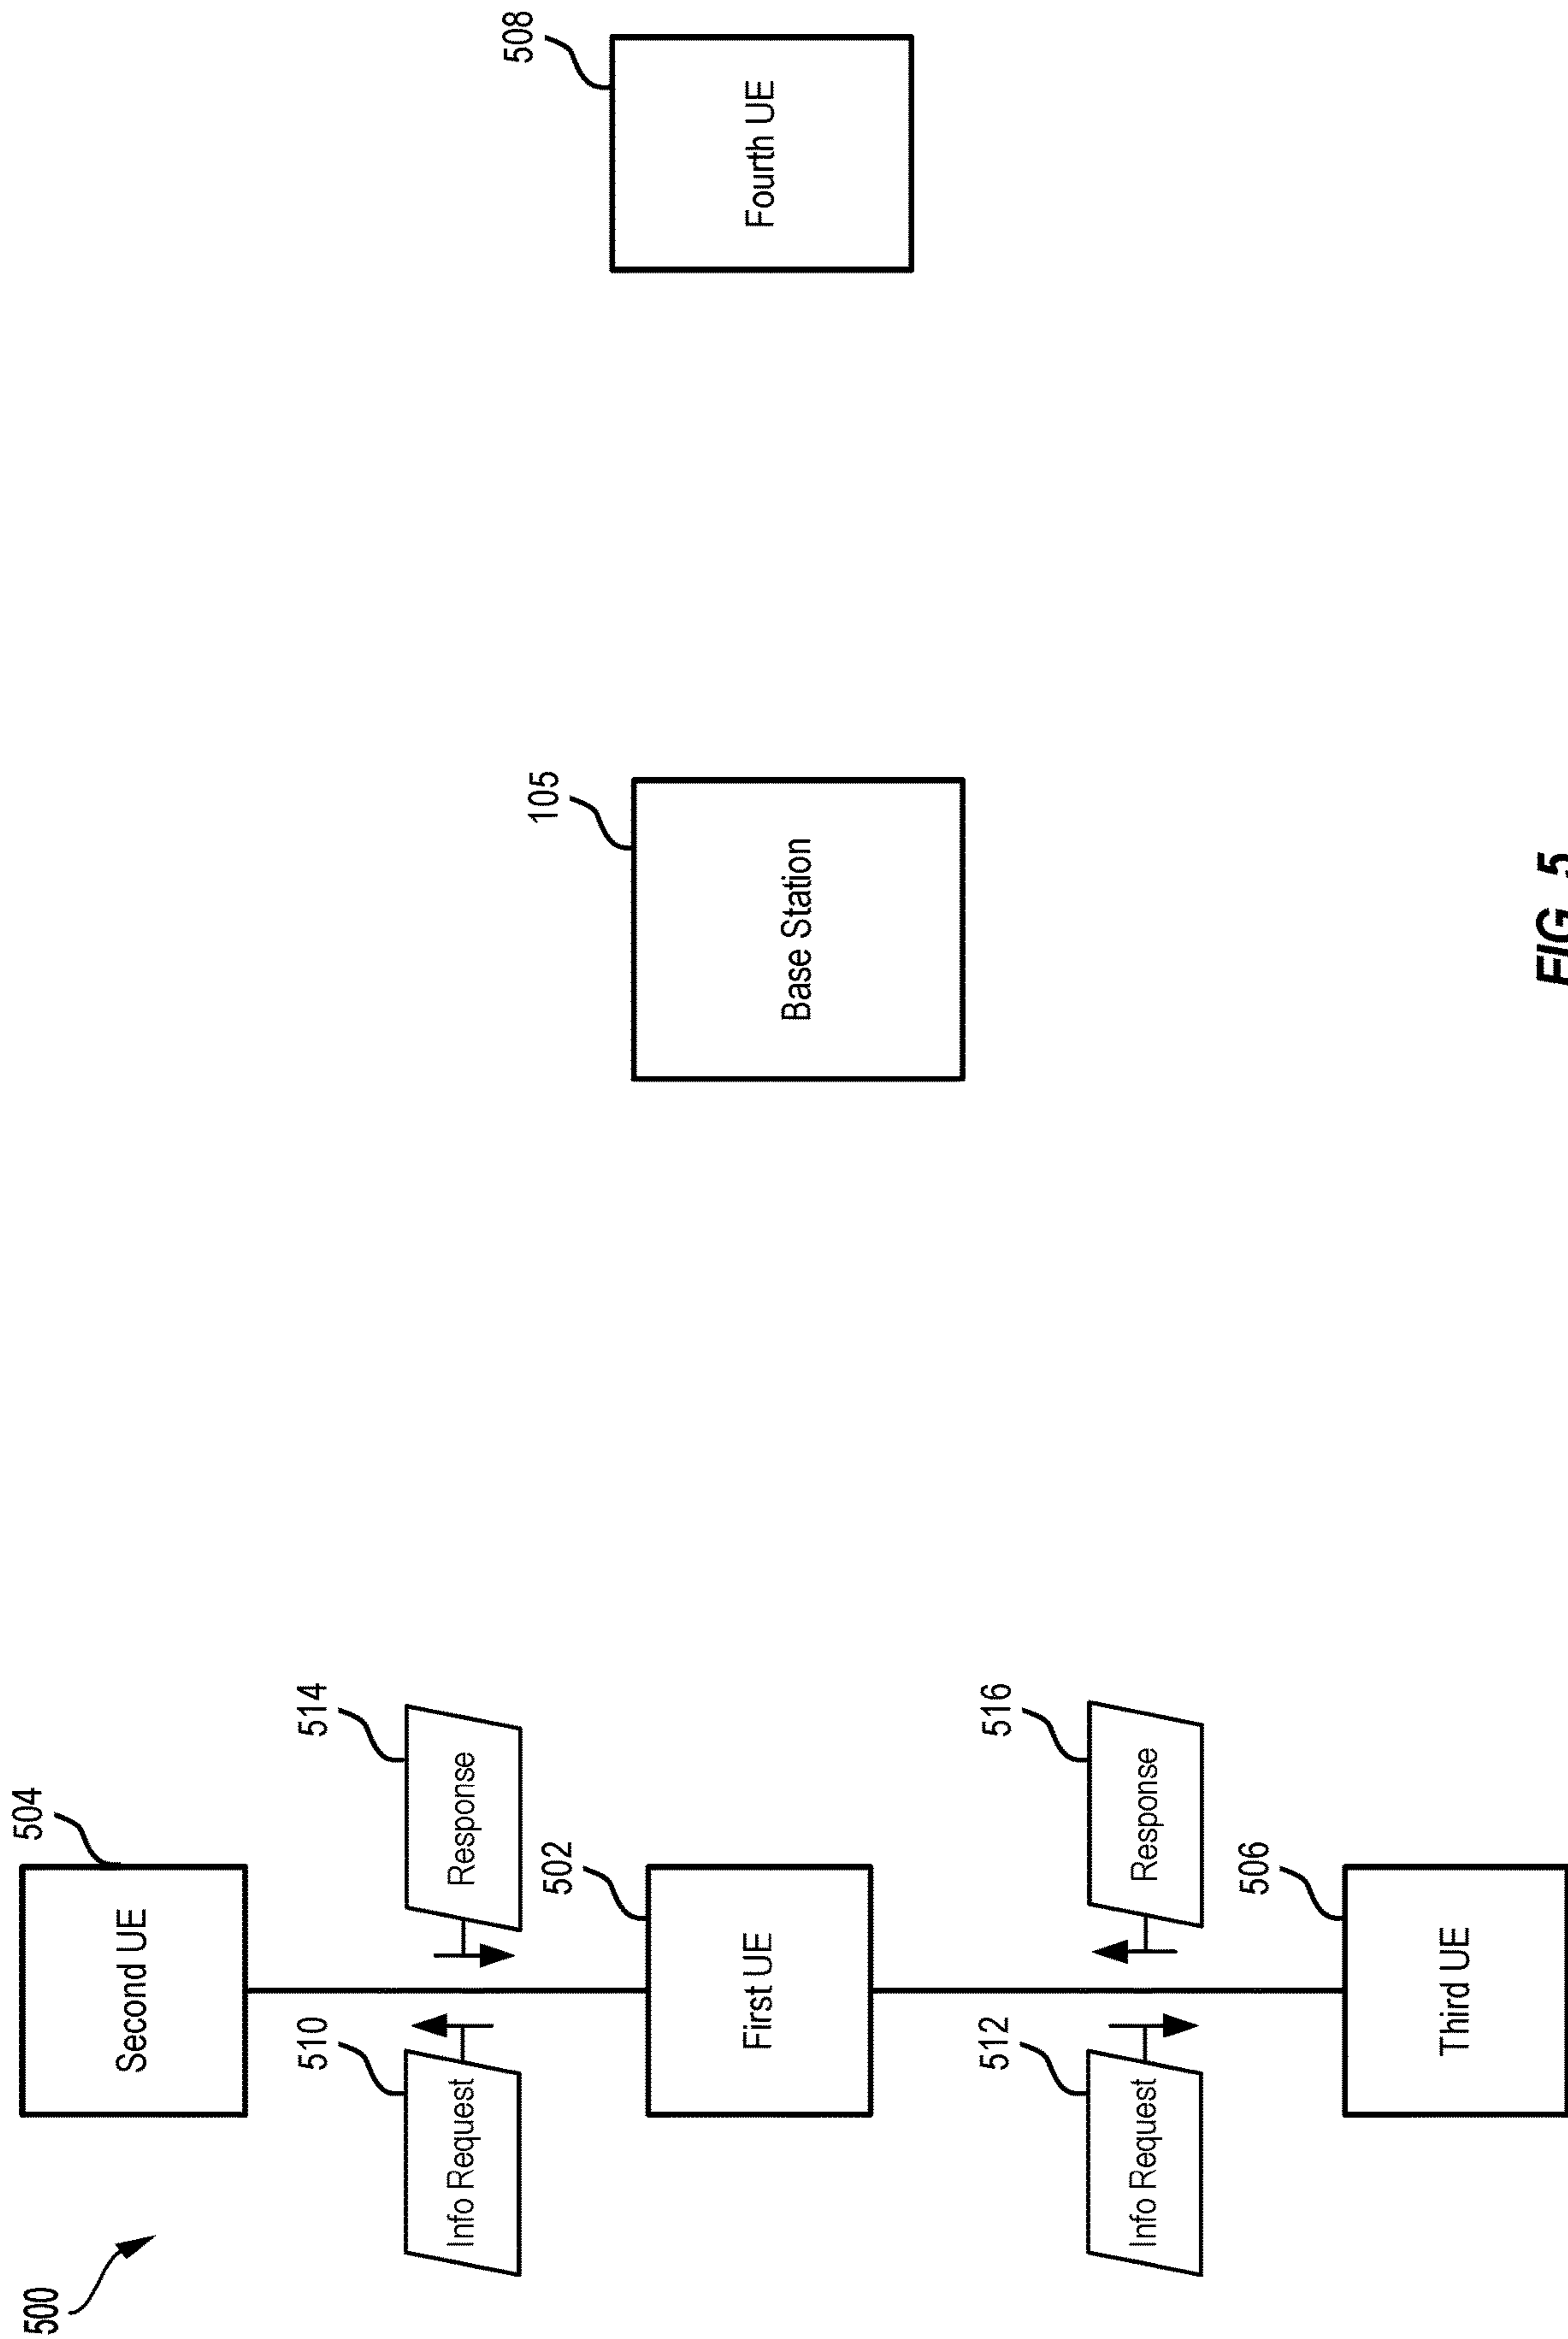 500
504
Second UE
510
514
Info Request
Response
502
105
508
First UE
Base Station
Fourth UE
512
516
Info Request
Response
506
Third UE
FIG. 5